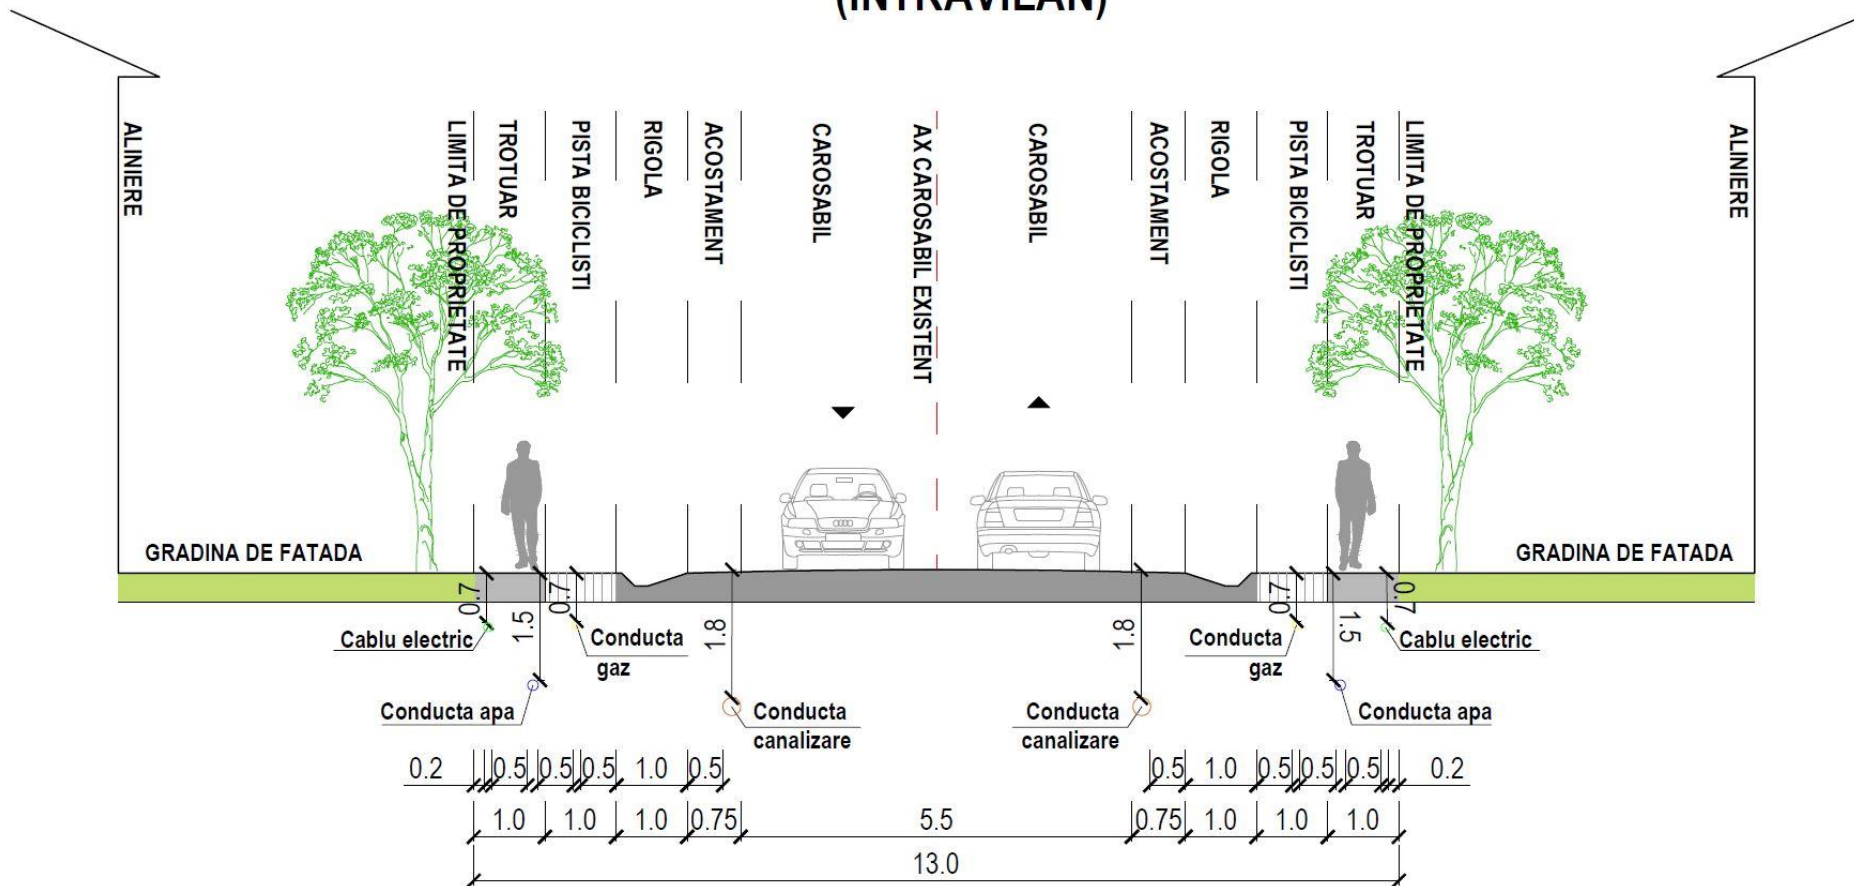 (INTRAVILAN)
ALINIERE
LIMITA DE PROPRIETATE
TROTUAR
PISTA BICICLISTI
RIGOLA
ACOSTAMENT
CAROSABIL
AX CAROSABIL EXISTENT
CAROSABIL
ACOSTAMENT
RIGOLA
PISTA BICICLISTI
TROTUAR
LIMITA DE PROPRIETATE
ALINIERE
GRADINA DE FATADA
GRADINA DE FATADA
0.7
1.5
0.7
1.8
1.8
0.7
1.5
0.7
Cablu electric
Conducta
gaz
Conducta
gaz
Cablu electric
Conducta apa
Conducta
canalizare
Conducta
canalizare
Conducta apa
0.2 0.5 0.5 0.5 1.0 0.5 0.5 1.0 0.5 0.5 0.5 0.2
1.0 1.0 1.0 0.75 5.5 0.75 1.0 1.0 1.0
13.0